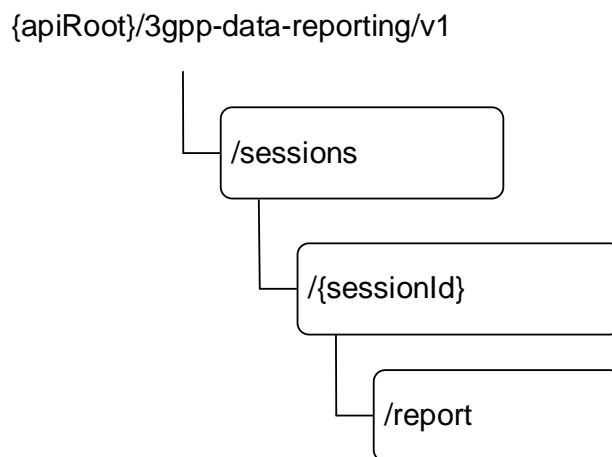 {apiRoot}/3gpp-data-reporting/v1
/sessions
/{sessionId}
/report